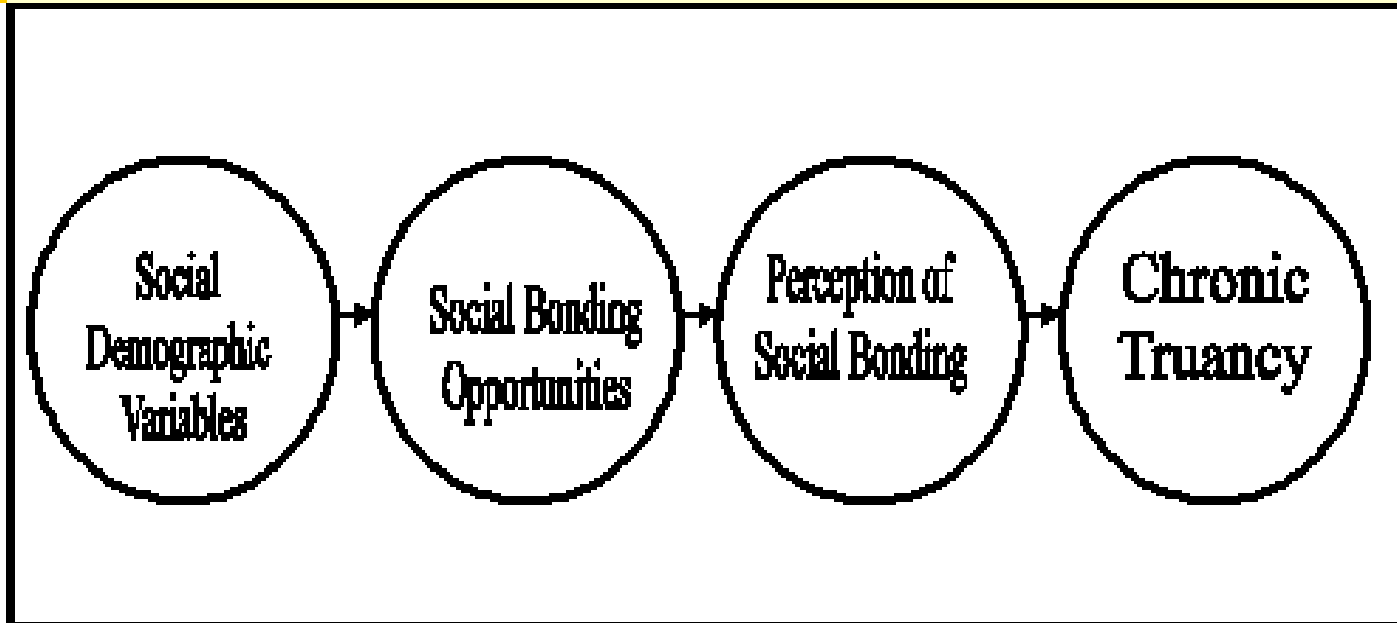 Social
Demographic
Variables
Social Bonding
Opportunities
Perception of
Social Bonding
Chronic
Truancy